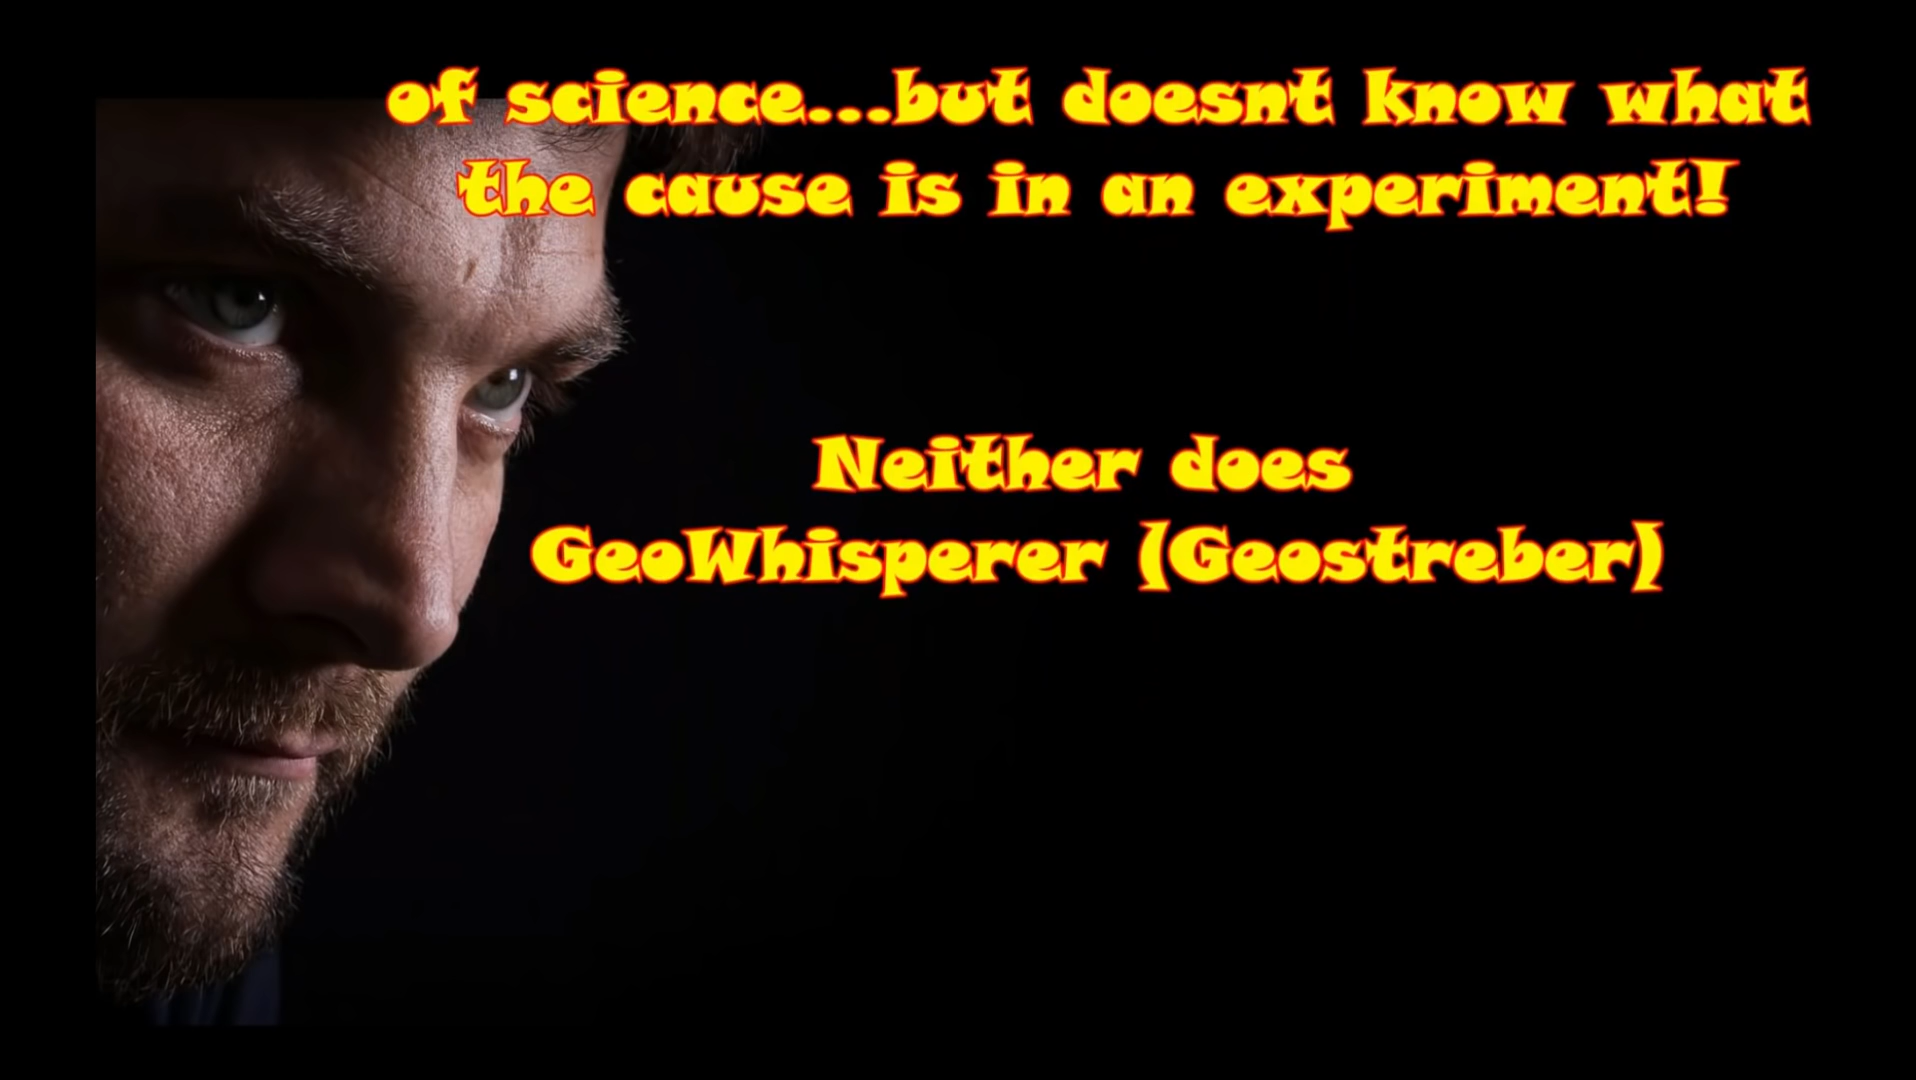 of science...but doesnt know what
the cause is in an experiment!
Neither does
GeoWhisperer (Geostreber)